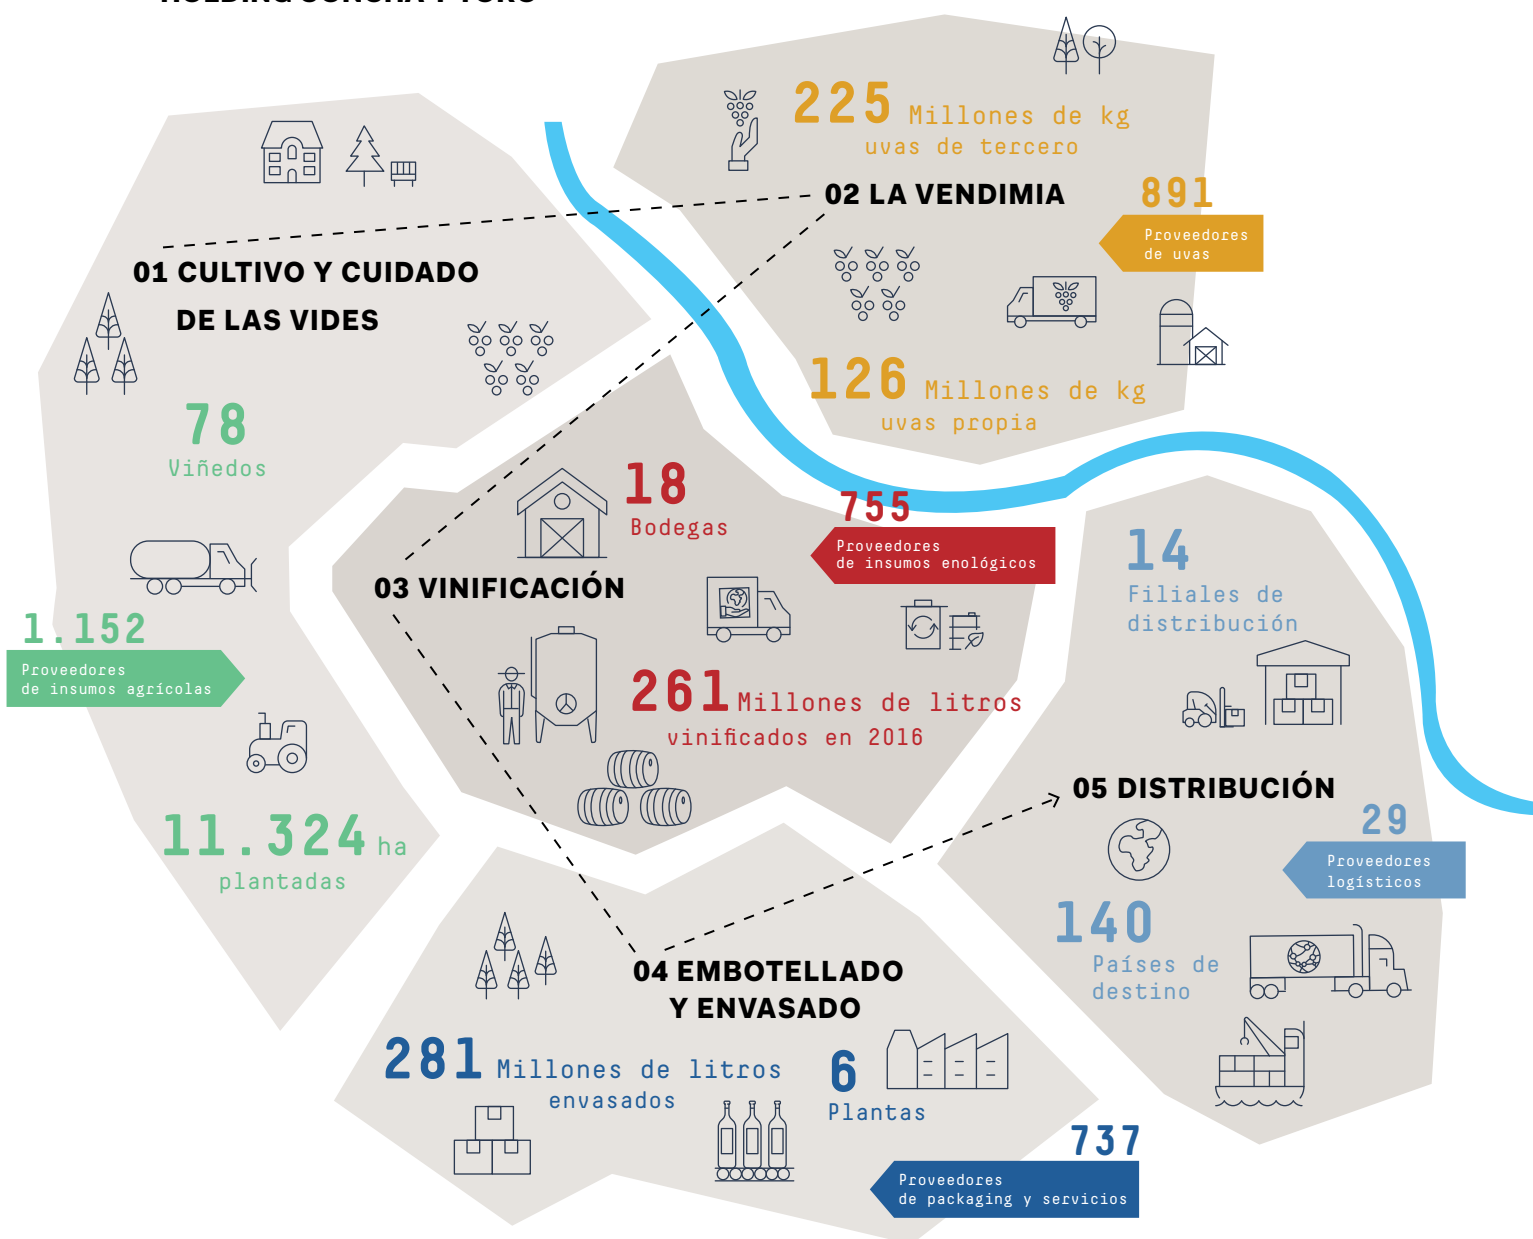 HOLDING CONCHA Y TORO
01 CULTIVO Y CUIDADO
DE LAS VIDES
78
Viñedos
1.152
Proveedores
de insumos agrícolas
11.324 ha
plantadas
225 Millones de kg
uvas de tercero
02 LA VENDIMIA
891
Proveedores
de uvas
126 Millones de kg
uvas propia
18
Bodegas
755
Proveedores
de insumos enológicos
03 VINIFICACIÓN
261 Millones de litros
vinificados en 2016
04 EMBOTELLADO
Y ENVASADO
281 Millones de litros
envasados
6
Plantas
737
Proveedores
de packaging y servicios
14
Filiales de
distribución
05 DISTRIBUCIÓN
29
Proveedores
logísticos
140
Países de
destino